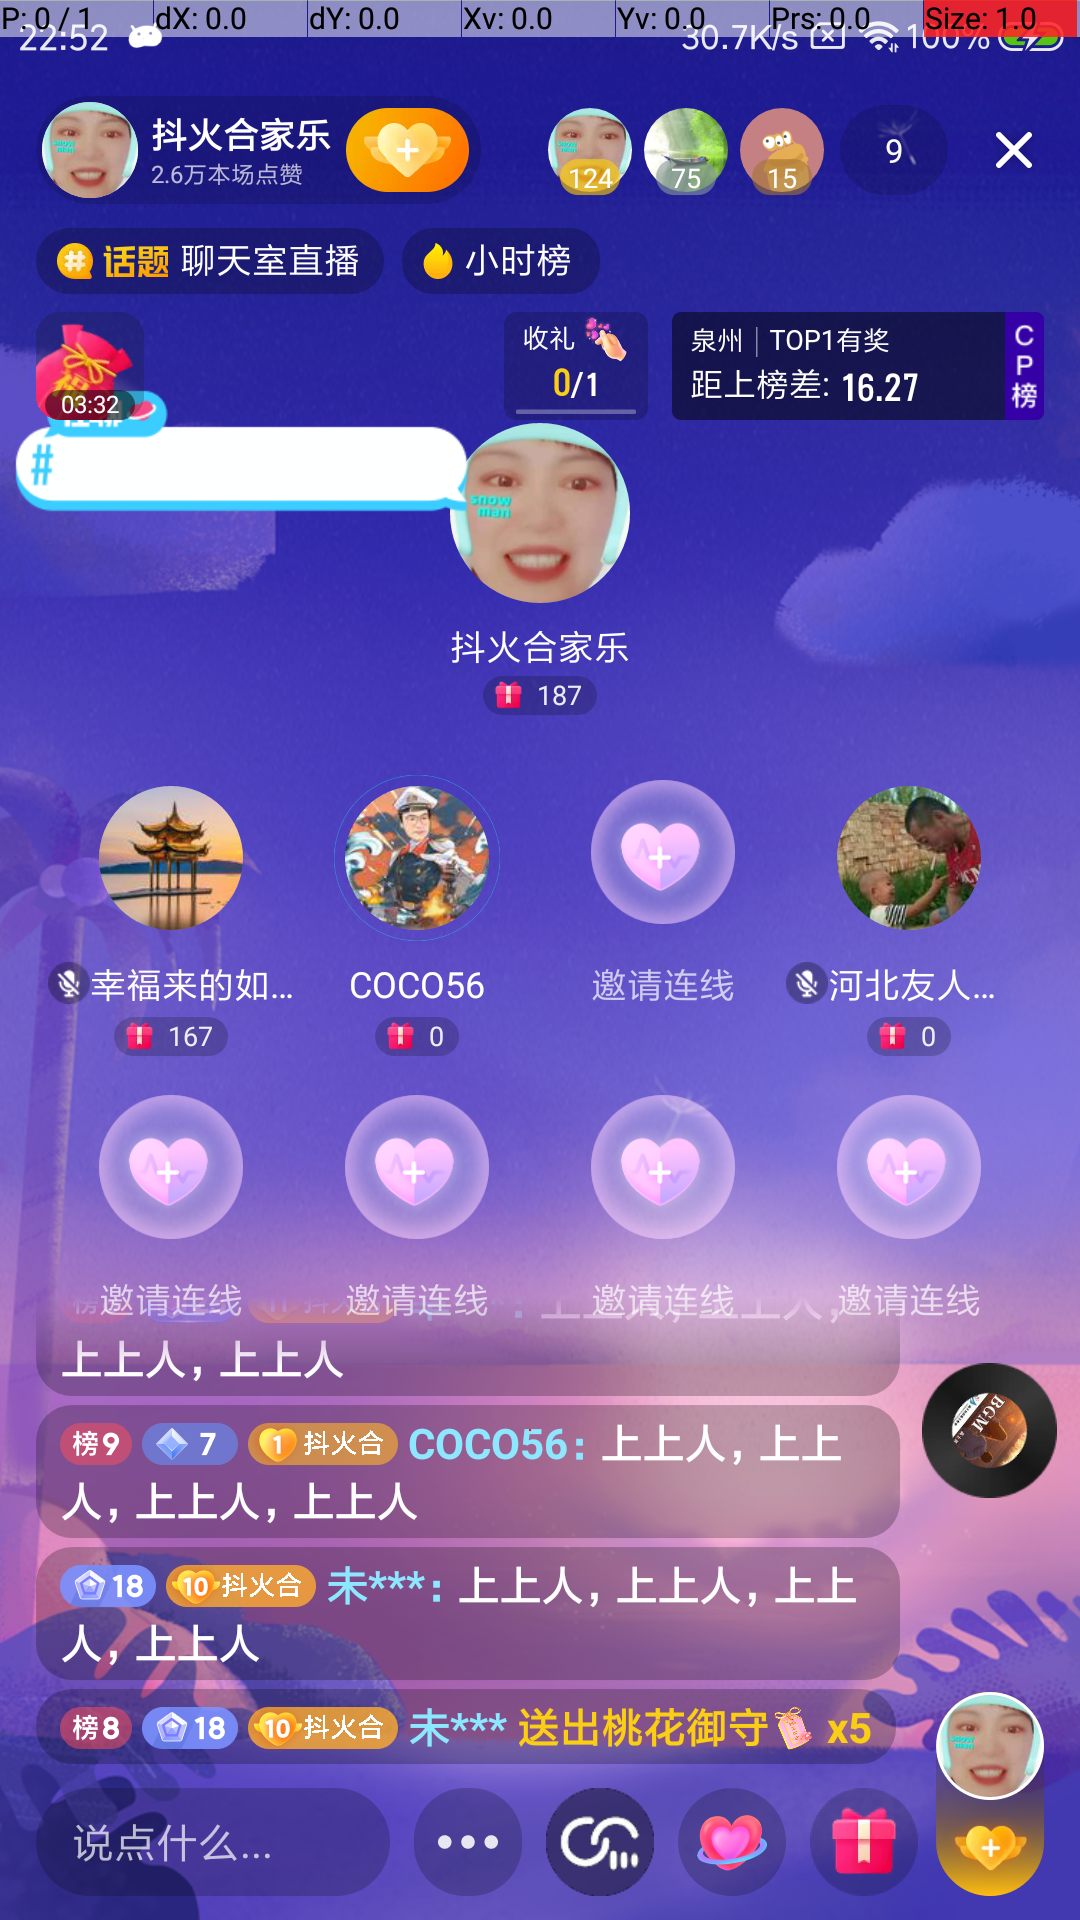 P: 0 / 1 dX: 0.0 dY: 0.0 Xv: 0.0 Yv: 0.0 Prs: 0.0 Size: 1.0
22:52 30.7K/s 100%
抖火合家乐
2.6万本场点赞
124 75 15 9
#话题 聊天室直播 小时榜
03:32
收礼
0/1
泉州 | TOP1有奖
距上榜差: 16.27
CP榜
#
snow man
抖火合家乐
187
幸福来的如... COCO56 邀请连线 河北友人...
167 0 0
邀请连线 邀请连线 邀请连线 邀请连线
上上人,上上人
榜9 7 1 抖火合 COCO56: 上上人,上上
人,上上人,上上人
18 10 抖火合 未***: 上上人,上上人,上上
人,上上人
BGM
榜8 18 10 抖火合 未*** 送出桃花御守 x5
说点什么...